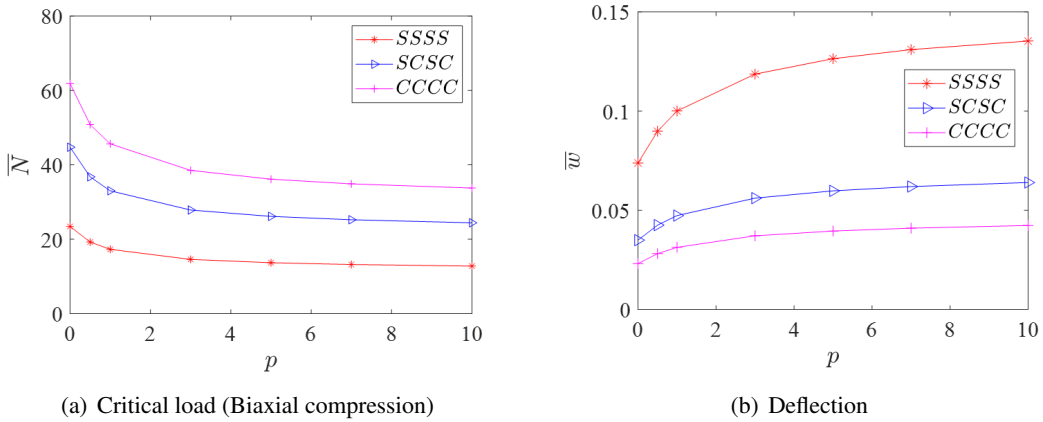 80
60
40
20
0
N̅
0 2 4 6 8 10
p
SSSS
SCSC
CCCC
(a) Critical load (Biaxial compression)
0.15
0.1
0.05
0
w̅
0 2 4 6 8 10
p
SSSS
SCSC
CCCC
(b) Deflection